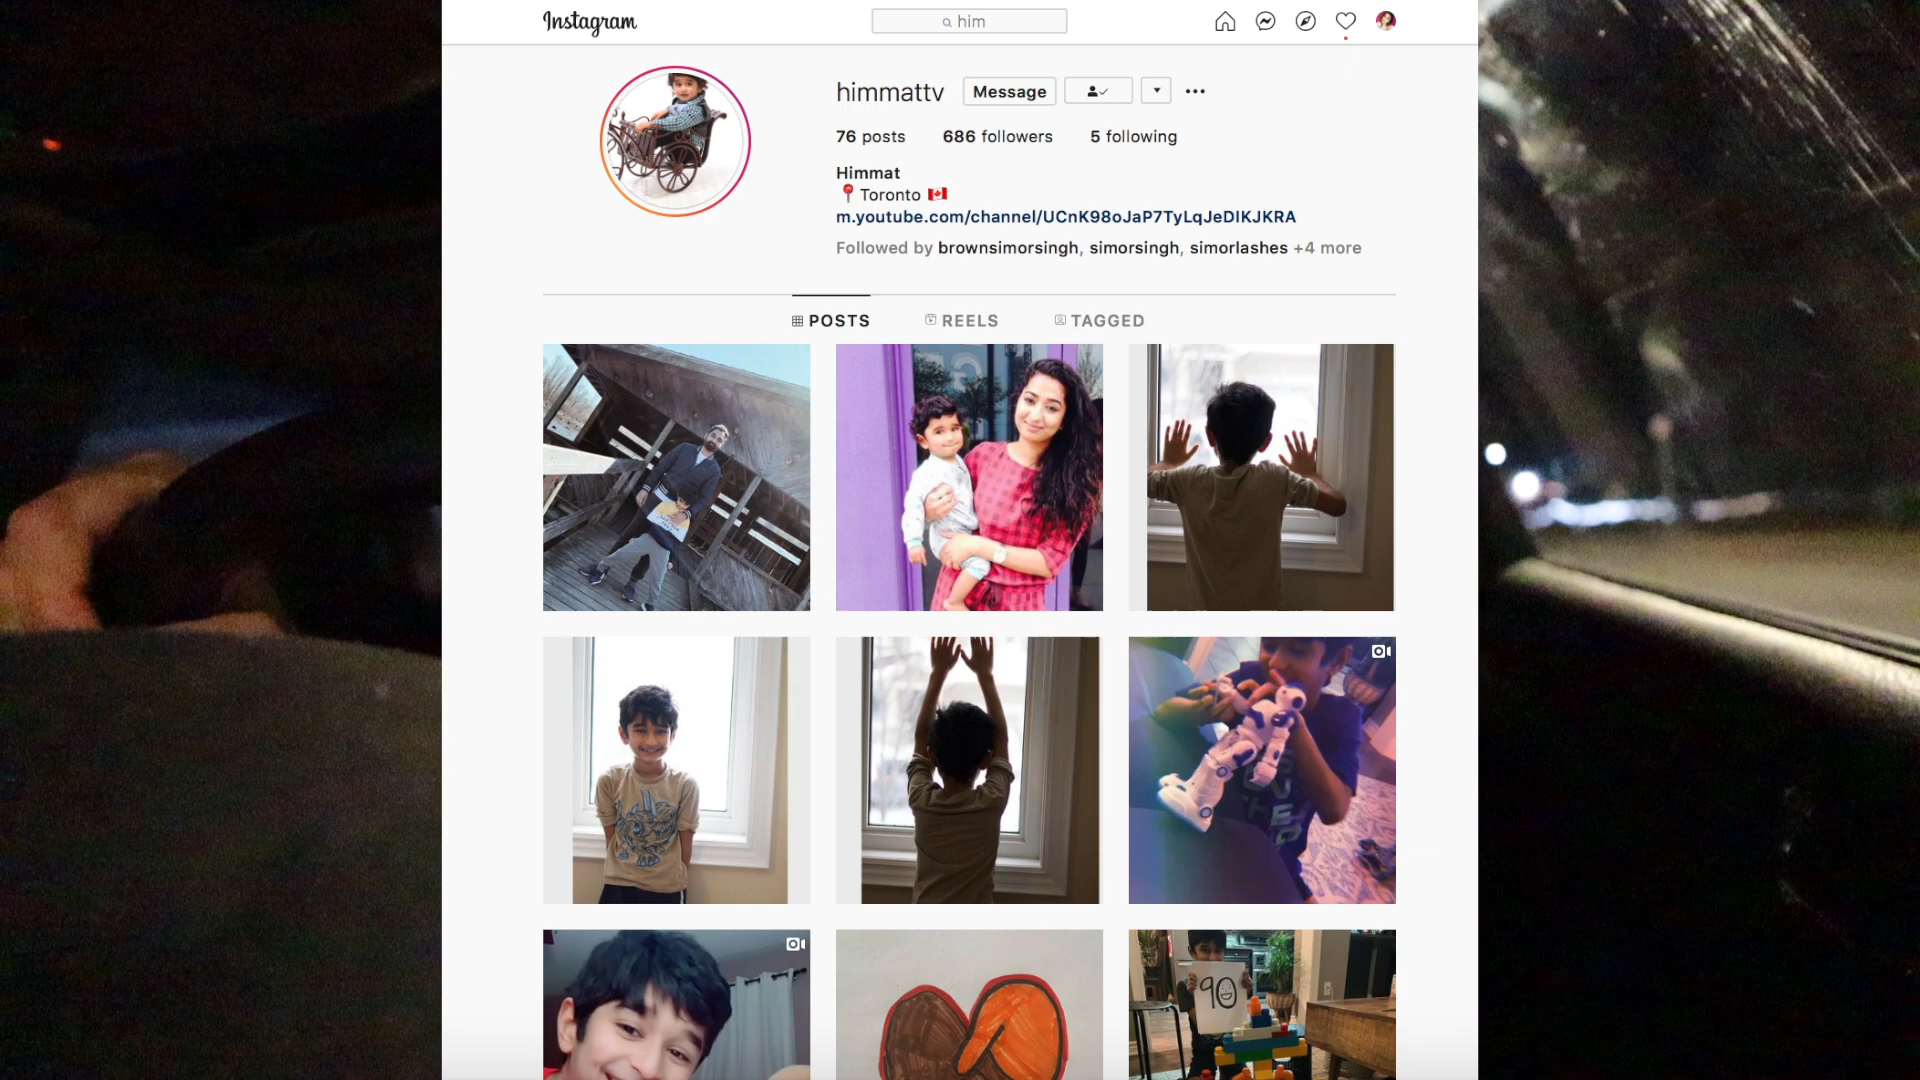 Instagram
him
himmattv
Message
76 posts
686 followers
5 following
Himmat
Toronto
m.youtube.com/channel/UCnK98oJaP7TyLqJeDIKJKRA
Followed by brownsimorsingh, simorsingh, simorlashes +4 more
POSTS
REELS
TAGGED
90